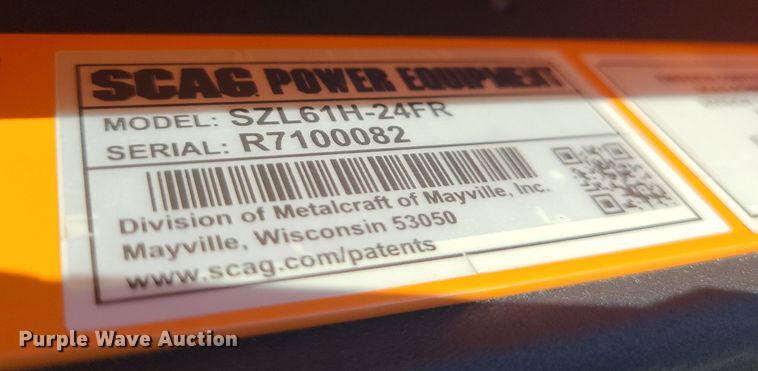 SCAG POWER EQUIPMENT
MODEL: SZL61H-24FR
SERIAL: R7100082
Division of Metalcraft of Mayville, Inc.
Mayville, Wisconsin 53050
www.scag.com/patents
Purple Wave Auction